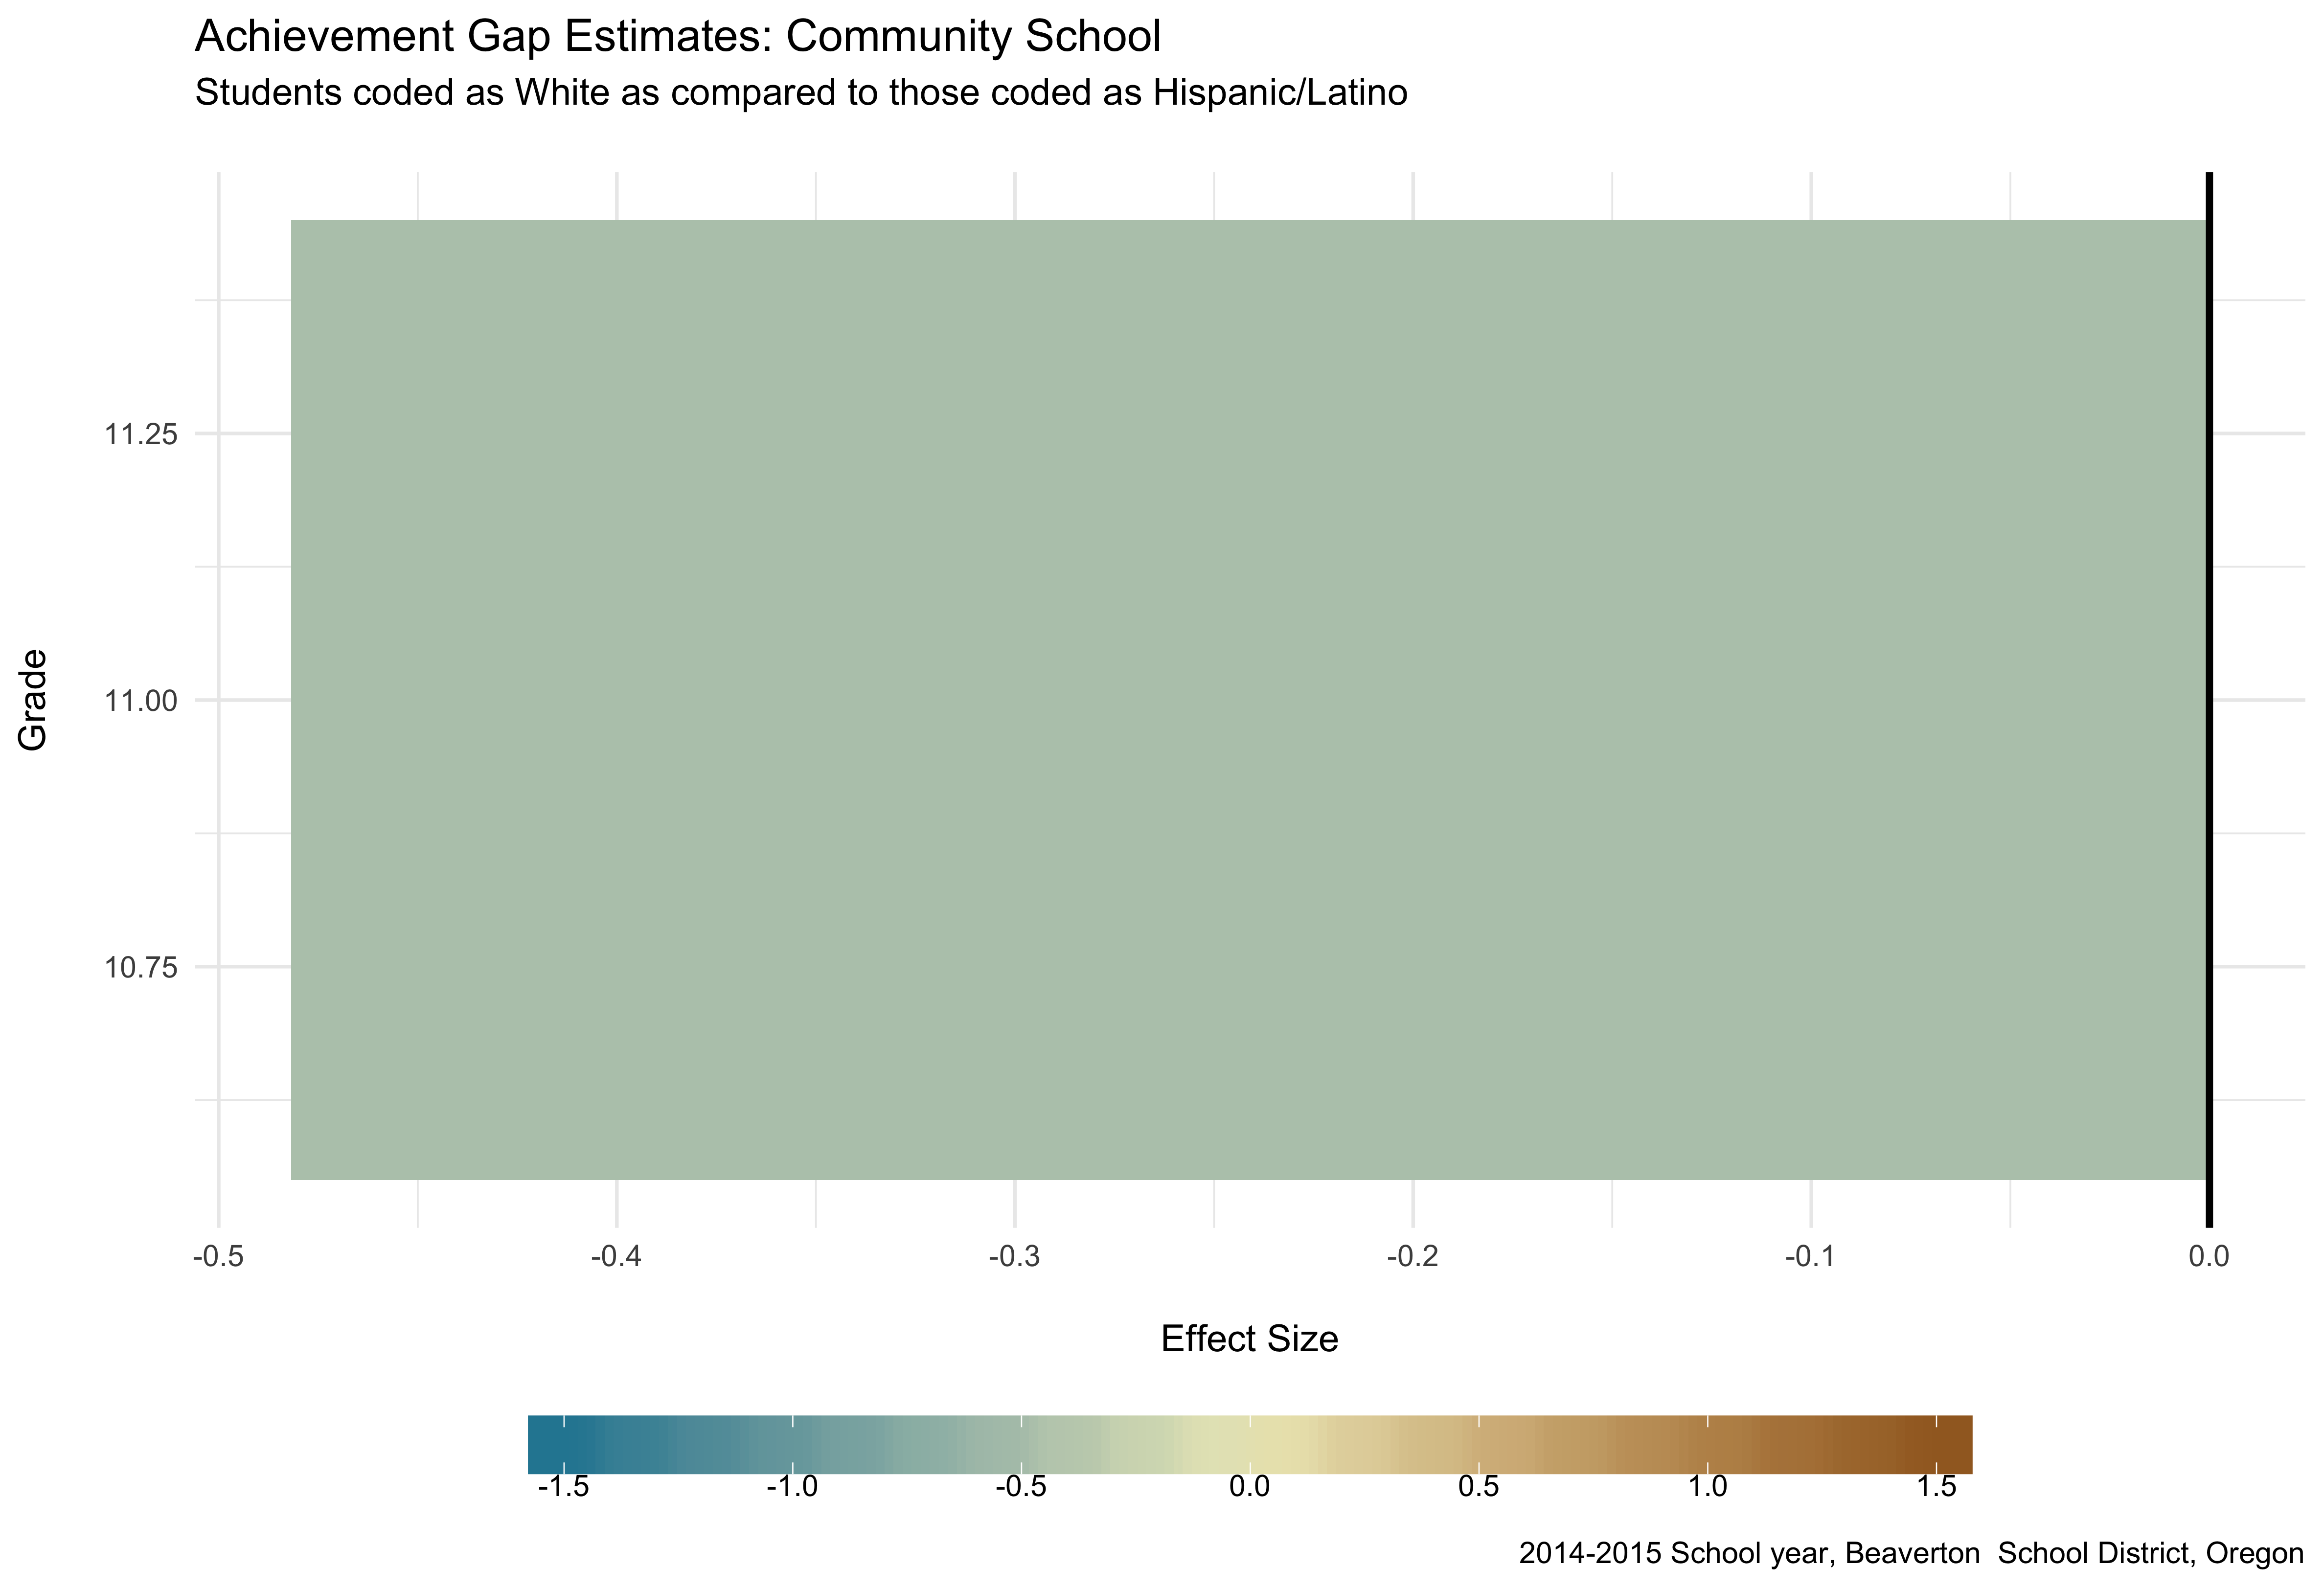 Achievement Gap Estimates: Community School
Students coded as White as compared to those coded as Hispanic/Latino
Grade
11.25
11.00
10.75
-0.5 -0.4 -0.3 -0.2 -0.1 0.0
Effect Size
-1.5 -1.0 -0.5 0.0 0.5 1.0 1.5
2014-2015 School year, Beaverton  School District, Oregon